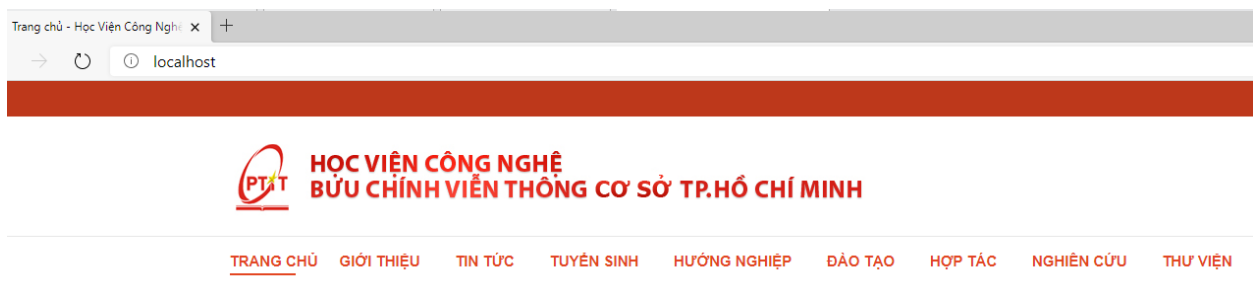 Trang chủ - Học Viện Công Nghệ
localhost
PTIT
HỌC VIỆN CÔNG NGHỆ
BƯU CHÍNH VIỄN THÔNG CƠ SỞ TP.HỒ CHÍ MINH
TRANG CHỦ GIỚI THIỆU TIN TỨC TUYỂN SINH HƯỚNG NGHIỆP ĐÀO TẠO HỢP TÁC NGHIÊN CỨU THƯ VIỆN